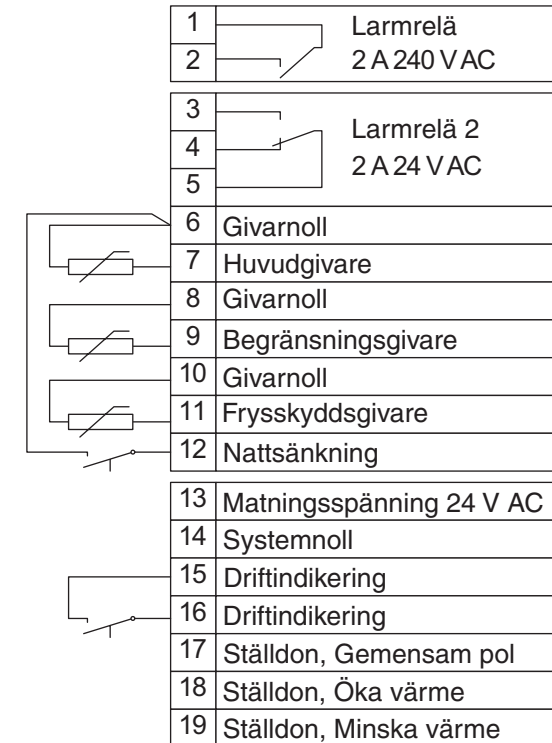 1
Larmrelä
2
2 A 240 V AC
3
Larmrelä 2
4
2 A 24 V AC
5
6 Givarnoll
7 Huvudgivare
8 Givarnoll
9 Begränsningsgivare
10 Givarnoll
11 Frysskyddsgivare
12 Nattsänkning
13 Matningsspänning 24 V AC
14 Systemnoll
15 Driftindikering
16 Driftindikering
17 Ställdon, Gemensam pol
18 Ställdon, Öka värme
19 Ställdon, Minska värme